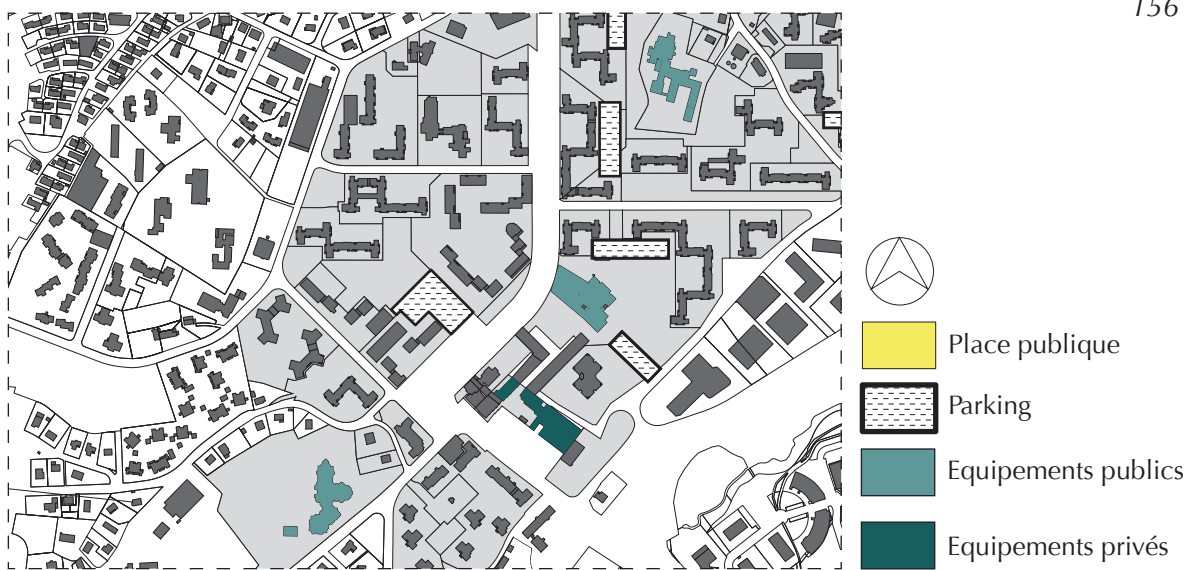 156
Place publique
Parking
Equipements publics
Equipements privés